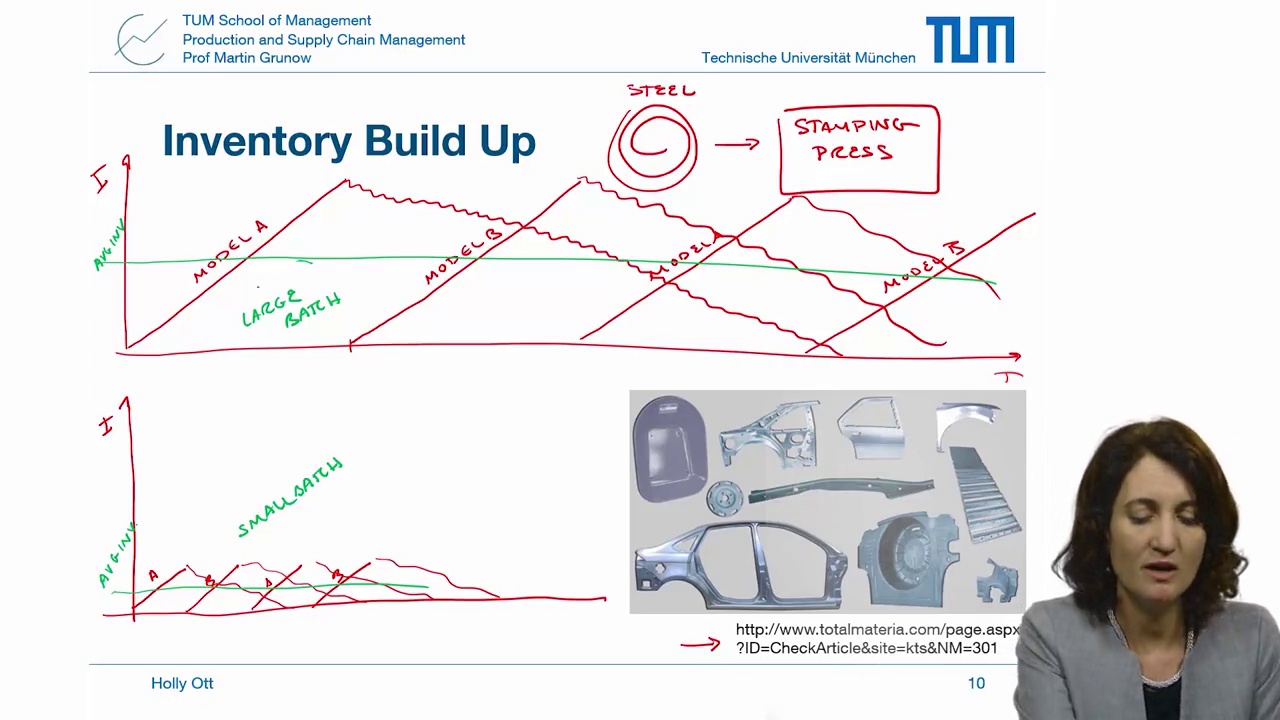 TUM School of Management
Production and Supply Chain Management
Prof Martin Grunow
Technische Universität München
TUM
Inventory Build Up
STEEL
STAMPING
PRESS
I
AVG INV
MODEL A
MODEL B
MODEL A
MODEL B
LARGE
BATCH
T
I
AVG INV
SMALL BATCH
A
B
A
B
http://www.totalmateria.com/page.aspx
?ID=CheckArticle&site=kts&NM=301
Holly Ott
10